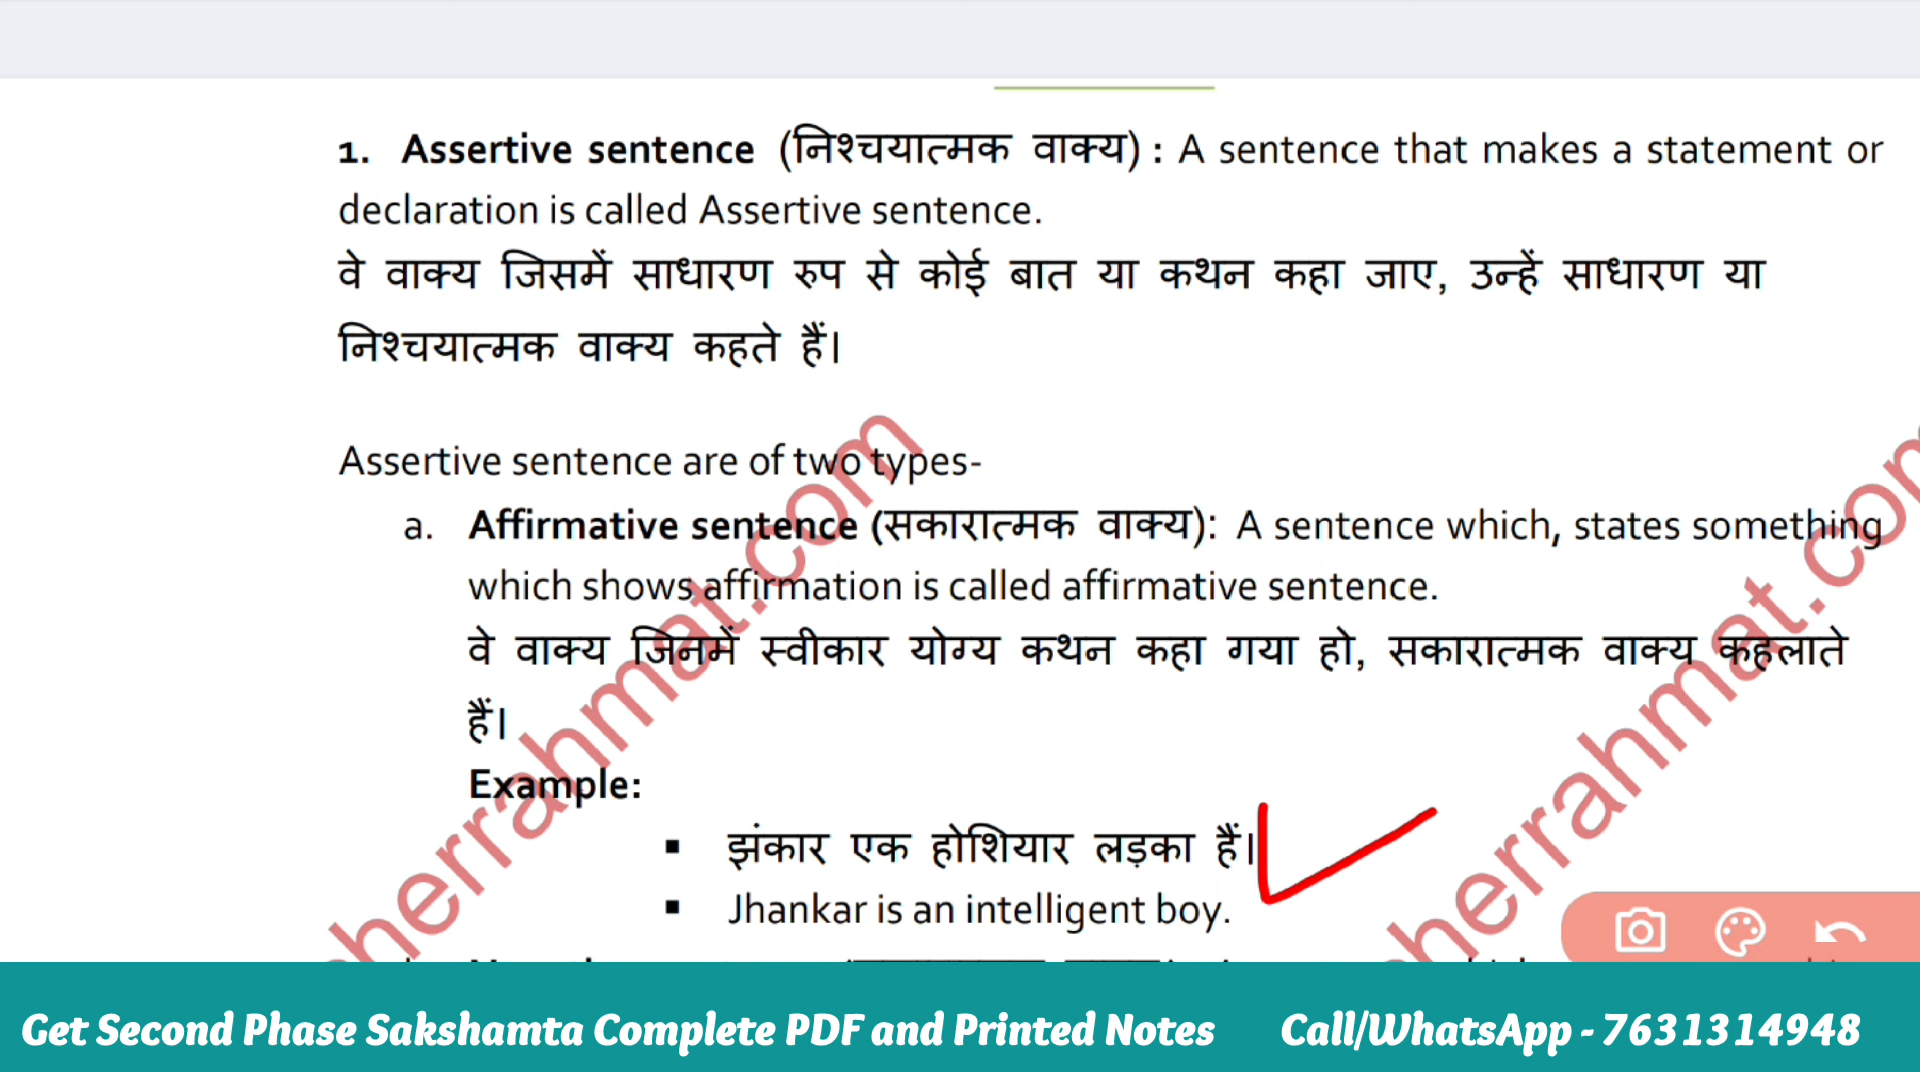 1. Assertive sentence (निश्चयात्मक वाक्य) : A sentence that makes a statement or
declaration is called Assertive sentence.
वे वाक्य जिसमें साधारण रुप से कोई बात या कथन कहा जाए, उन्हें साधारण या
निश्चयात्मक वाक्य कहते हैं।
Assertive sentence are of two types-
a. Affirmative sentence (सकारात्मक वाक्य): A sentence which, states something
which shows affirmation is called affirmative sentence.
वे वाक्य जिनमें स्वीकार योग्य कथन कहा गया हो, सकारात्मक वाक्य कहलाते
हैं।
Example:
▪ झंकार एक होशियार लड़का हैं।
▪ Jhankar is an intelligent boy.
herrahmat.com
herrahmat.com
Get Second Phase Sakshamta Complete PDF and Printed Notes Call/WhatsApp - 7631314948